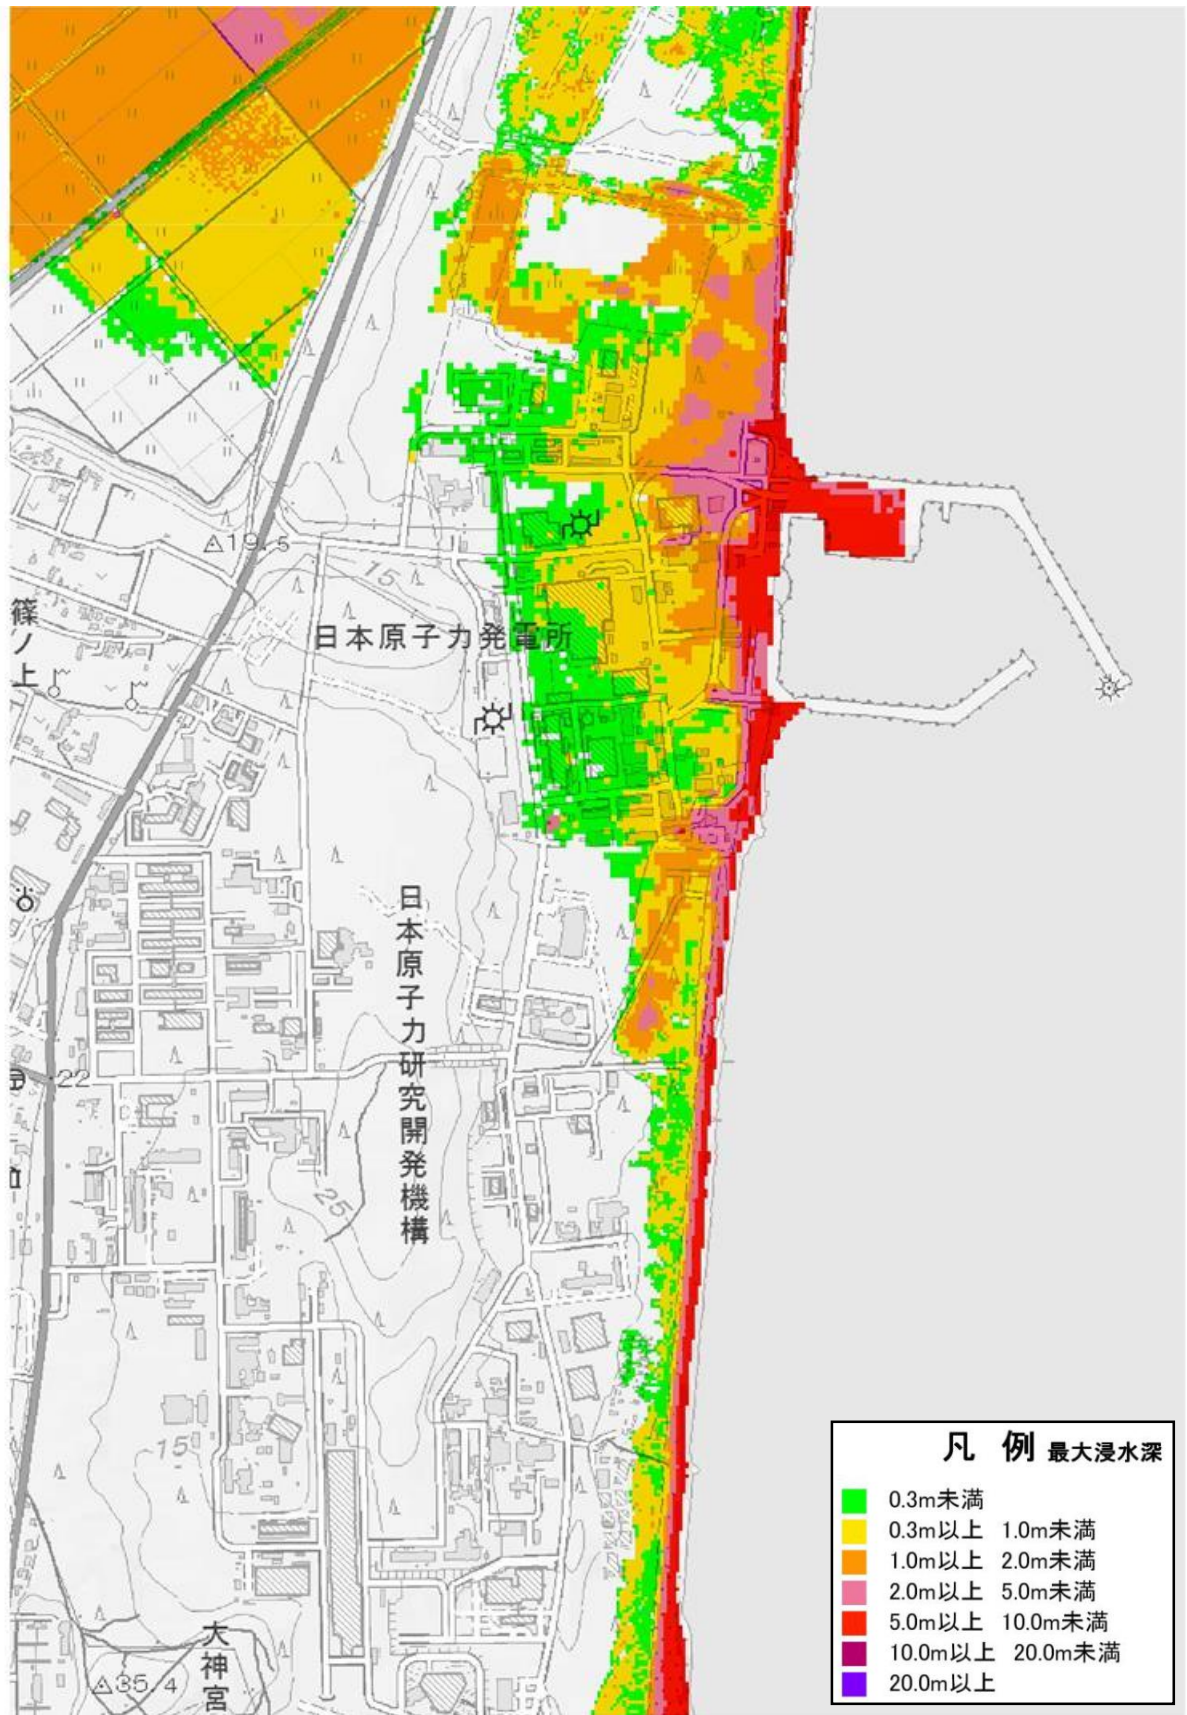 △19.5
15
篠ノ上
日本原子力発電所
日本原子力研究開発機構
22
25
15
大神宮
△35.4
凡 例 最大浸水深
0.3m未満
0.3m以上 1.0m未満
1.0m以上 2.0m未満
2.0m以上 5.0m未満
5.0m以上 10.0m未満
10.0m以上 20.0m未満
20.0m以上